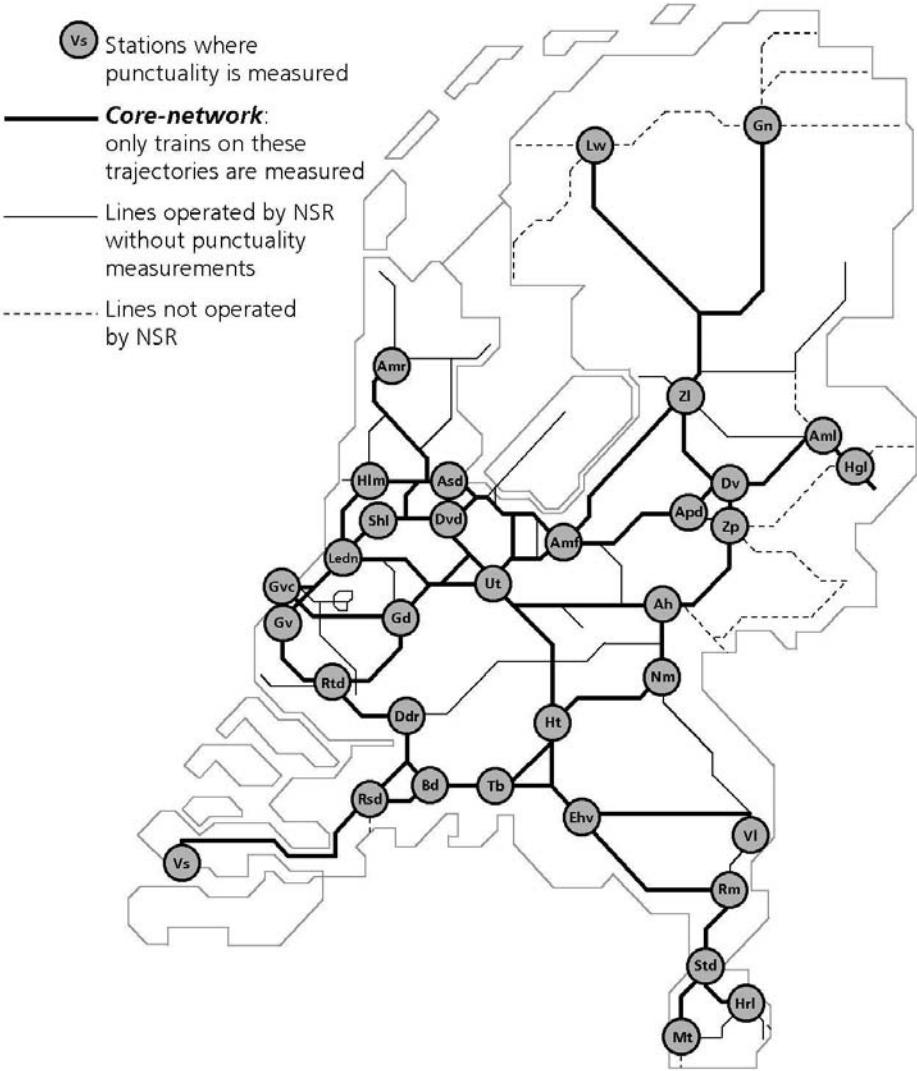 Vs
Stations where
punctuality is measured
Core-network:
only trains on these
trajectories are measured
Lines operated by NSR
without punctuality
measurements
Lines not operated
by NSR
Lw
Gn
Amr
Zl
Aml
Hgl
Hlm
Asd
Dv
Shl
Dvd
Apd
Zp
Amf
Ledn
Gvc
Ut
Ah
Gv
Gd
Rtd
Nm
Ddr
Ht
Rsd
Bd
Tb
Ehv
Vl
Vs
Rm
Std
Hrl
Mt